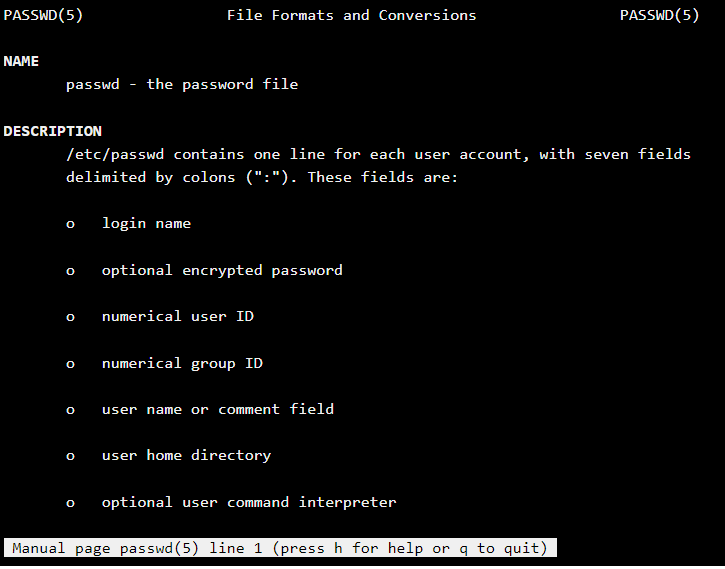 PASSWD(5) File Formats and Conversions PASSWD(5)
NAME
passwd - the password file
DESCRIPTION
/etc/passwd contains one line for each user account, with seven fields
delimited by colons (":"). These fields are:
o login name
o optional encrypted password
o numerical user ID
o numerical group ID
o user name or comment field
o user home directory
o optional user command interpreter
Manual page passwd(5) line 1 (press h for help or q to quit)